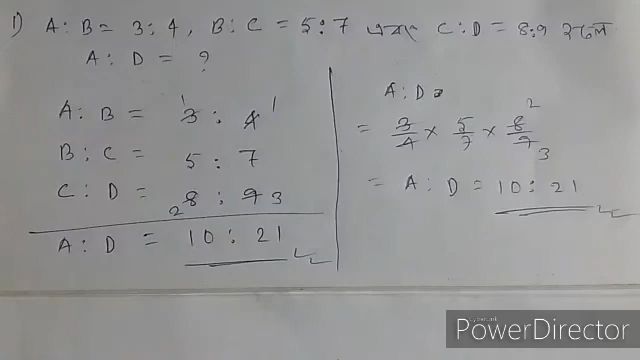 1) A : B = 3 : 4 , B : C = 5 : 7 এবং C : D = 8 : 9 হলে
A : D = ?
A : B = 3 : 4
B : C = 5 : 7
C : D = 8 : 9
A : D = 10 : 21
A : D =
= 3/4 × 5/7 × 8/9
= A : D = 10 : 21
CyberLink
PowerDirector